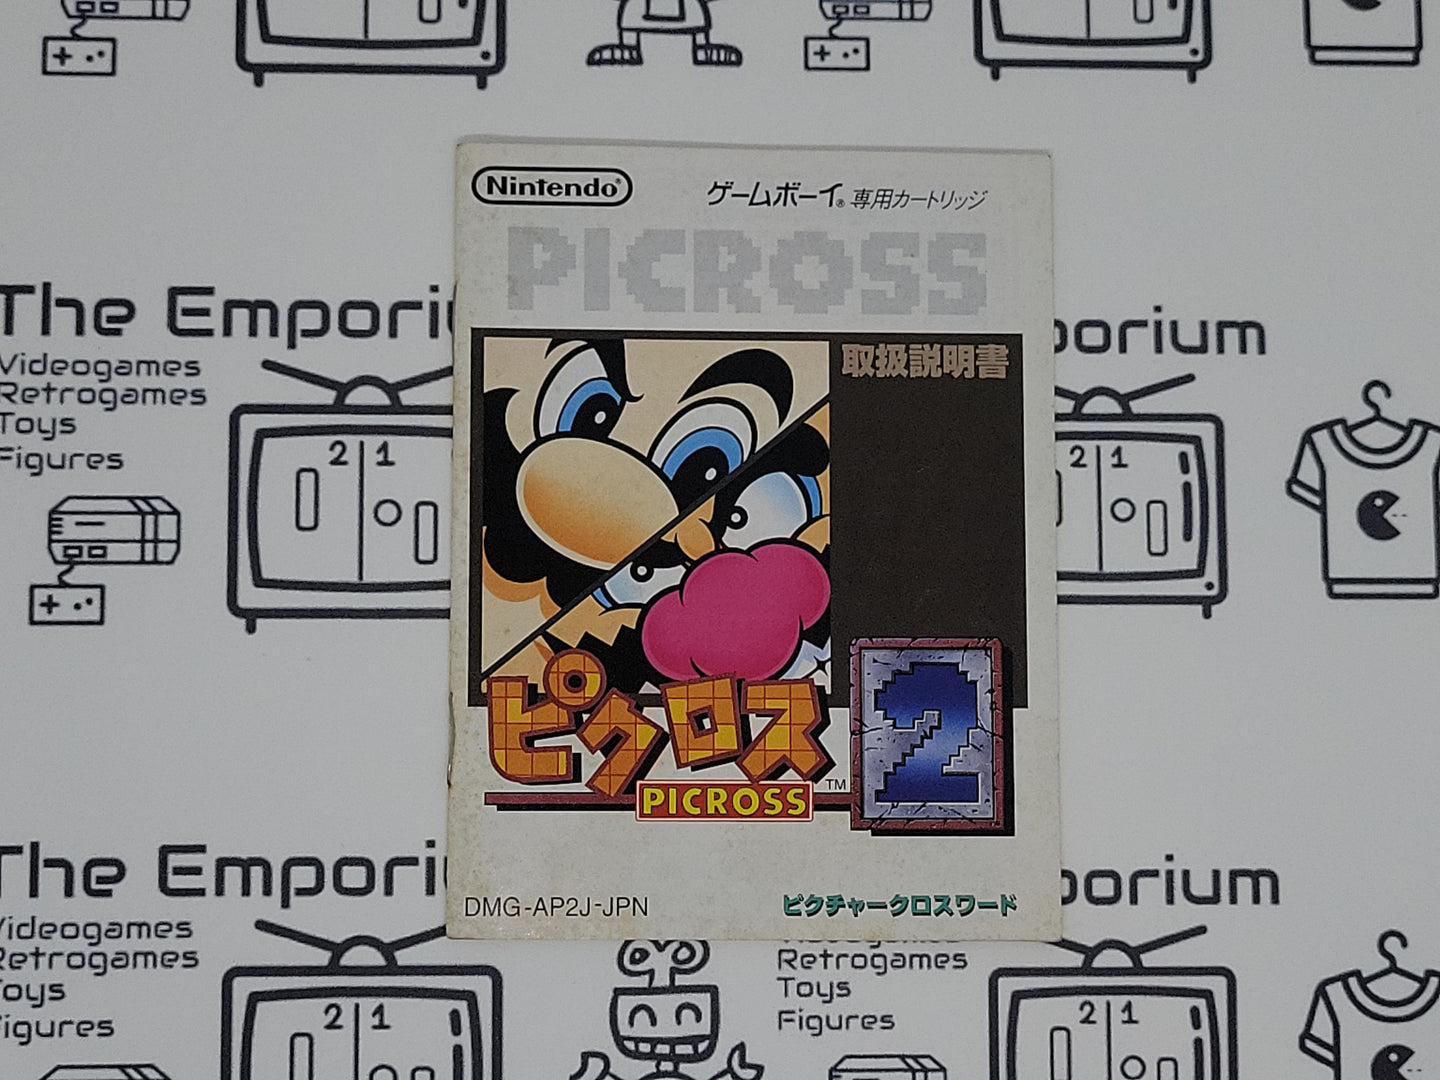 Nintendo®
ゲームボーイ® 専用カートリッジ
PICROSS
取扱説明書
ピクロス
TM
PICROSS
2
DMG-AP2J-JPN
ピクチャークロスワード
The Empori
Videogames
Retrogames
Toys
Figures
2 1
porium
2 1
The Empori
Videogames
Retrogames
Toys
Figures
2 1
porium
Retrogames
Toys
Figures
2 1